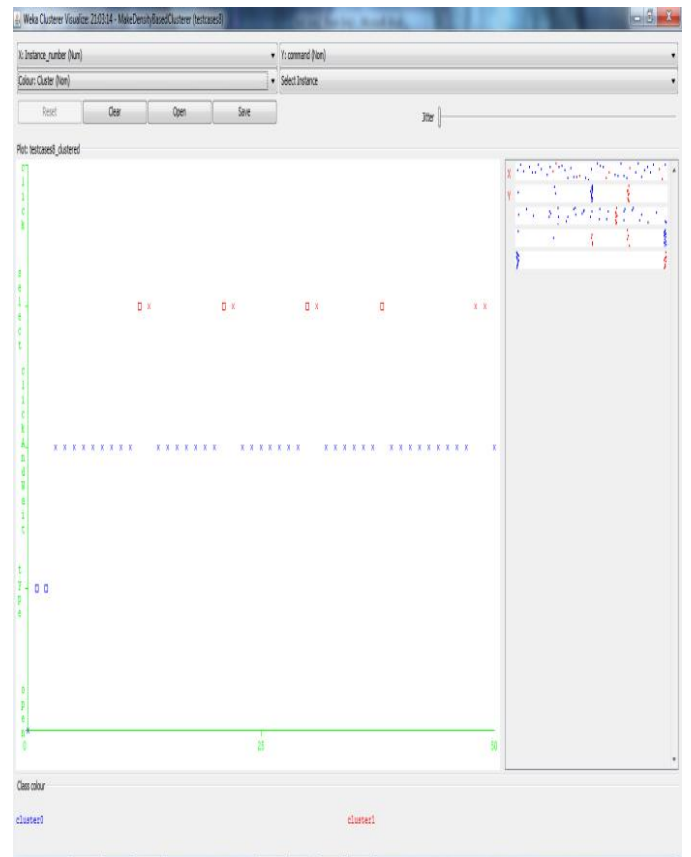 Weka Clusterer Visualize: 21:03:14 - MakeDensityBasedClusterer (testcases8)
X: Instance_number (Num)
Y: command (Nom)
Colour: Cluster (Nom)
Select Instance
Reset
Clear
Open
Save
Jitter
Plot: testcases8_clustered
click
select
clickAndWait
type
open
0
25
50
X
Y
Class colour
cluster0
cluster1